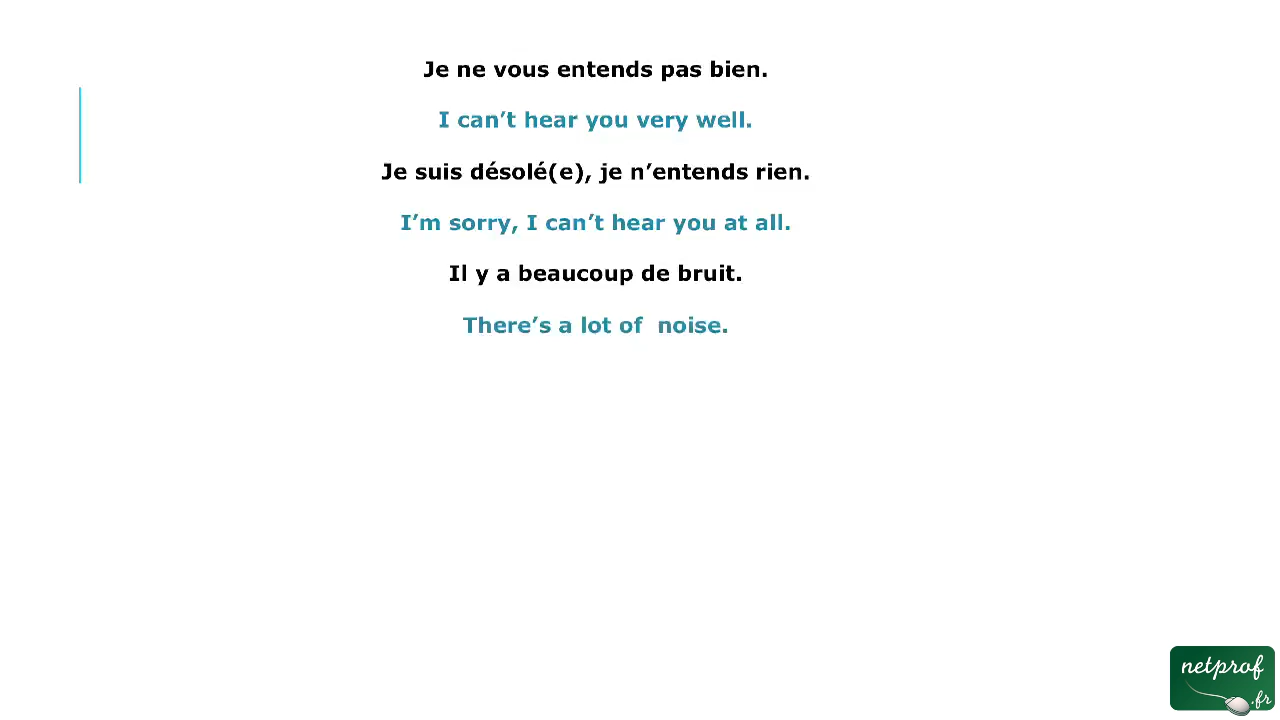 Je ne vous entends pas bien.
I can’t hear you very well.
Je suis désolé(e), je n’entends rien.
I’m sorry, I can’t hear you at all.
Il y a beaucoup de bruit.
There’s a lot of  noise.
netprof
.fr